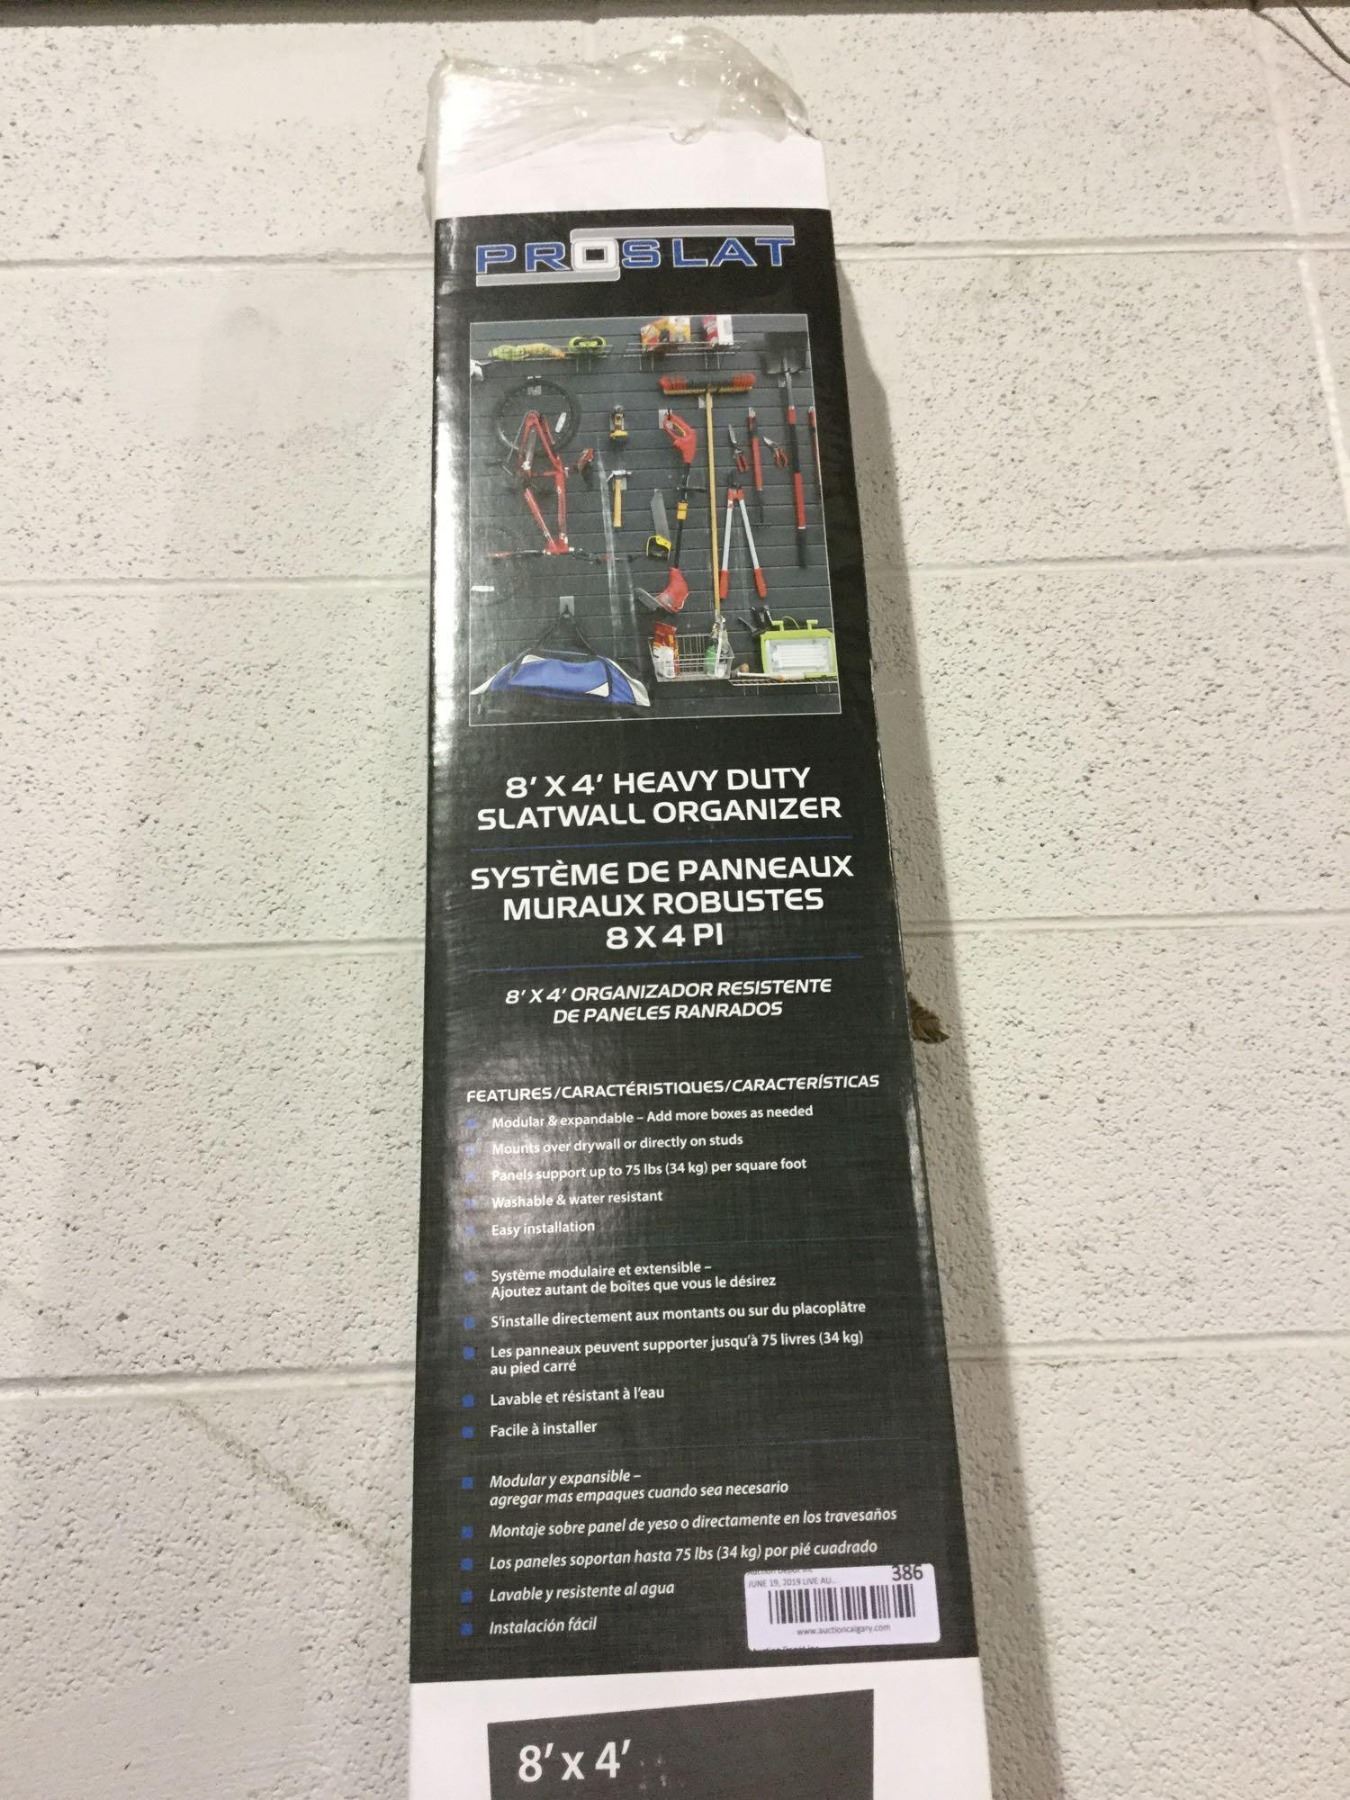 PROSLAT
8' X 4' HEAVY DUTY
SLATWALL ORGANIZER
SYSTÈME DE PANNEAUX
MURAUX ROBUSTES
8 X 4 PI
8' X 4' ORGANIZADOR RESISTENTE
DE PANELES RANRADOS
FEATURES/CARACTÉRISTIQUES/CARACTERÍSTICAS
Modular & expandable – Add more boxes as needed
Mounts over drywall or directly on studs
Panels support up to 75 lbs (34 kg) per square foot
Washable & water resistant
Easy installation
Système modulaire et extensible –
Ajoutez autant de boîtes que vous le désirez
S'installe directement aux montants ou sur du placoplâtre
Les panneaux peuvent supporter jusqu'à 75 livres (34 kg)
au pied carré
Lavable et résistant à l'eau
Facile à installer
Modular y expansible –
agregar mas empaques cuando sea necesario
Montaje sobre panel de yeso o directamente en los travesaños
Los paneles soportan hasta 75 lbs (34 kg) por pié cuadrado
Lavable y resistente al agua
Instalación fácil
386
JUNE 19, 2019 LIVE AU...
www.auctioncalgary.com
8' x 4'